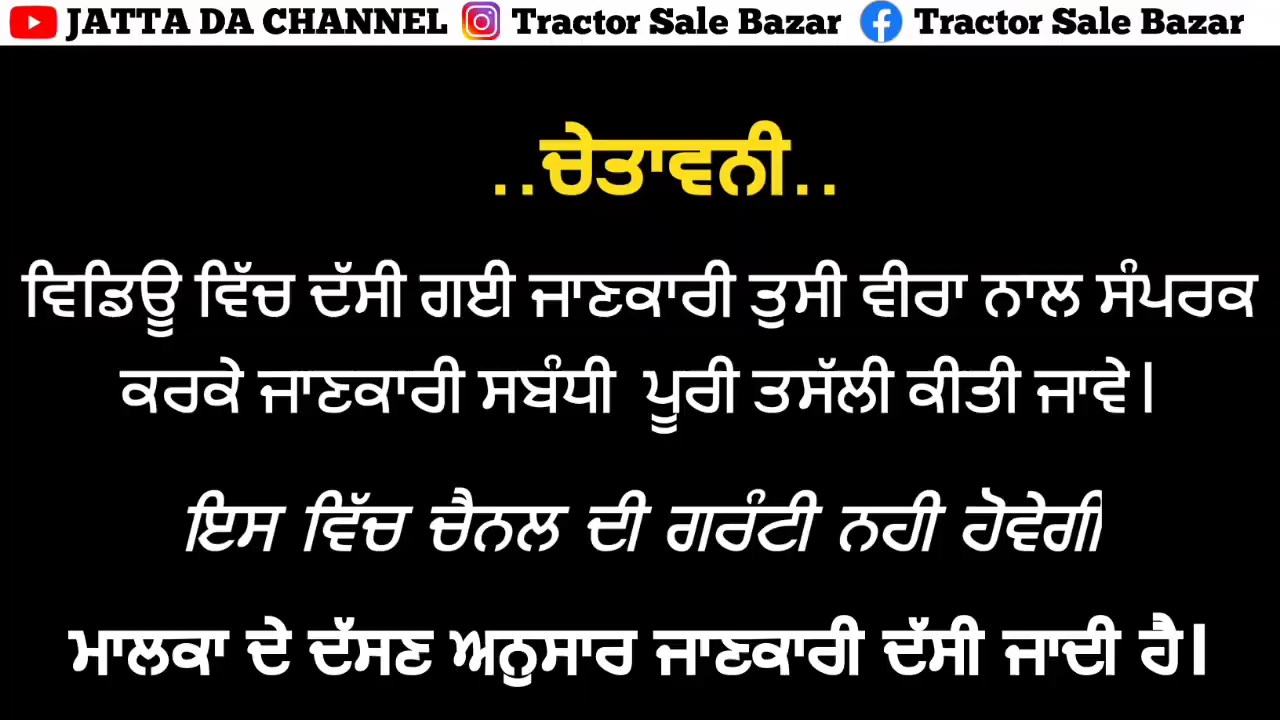 JATTA DA CHANNEL Tractor Sale Bazar Tractor Sale Bazar
..ਚੇਤਾਵਨੀ..
ਵਿਡਿਊ ਵਿੱਚ ਦੱਸੀ ਗਈ ਜਾਣਕਾਰੀ ਤੁਸੀ ਵੀਰਾ ਨਾਲ ਸੰਪਰਕ
ਕਰਕੇ ਜਾਣਕਾਰੀ ਸਬੰਧੀ ਪੂਰੀ ਤਸੱਲੀ ਕੀਤੀ ਜਾਵੇ।
ਇਸ ਵਿੱਚ ਚੈਨਲ ਦੀ ਗਰੰਟੀ ਨਹੀ ਹੋਵੇਗੀ
ਮਾਲਕਾ ਦੇ ਦੱਸਣ ਅਨੁਸਾਰ ਜਾਣਕਾਰੀ ਦੱਸੀ ਜਾਦੀ ਹੈ।